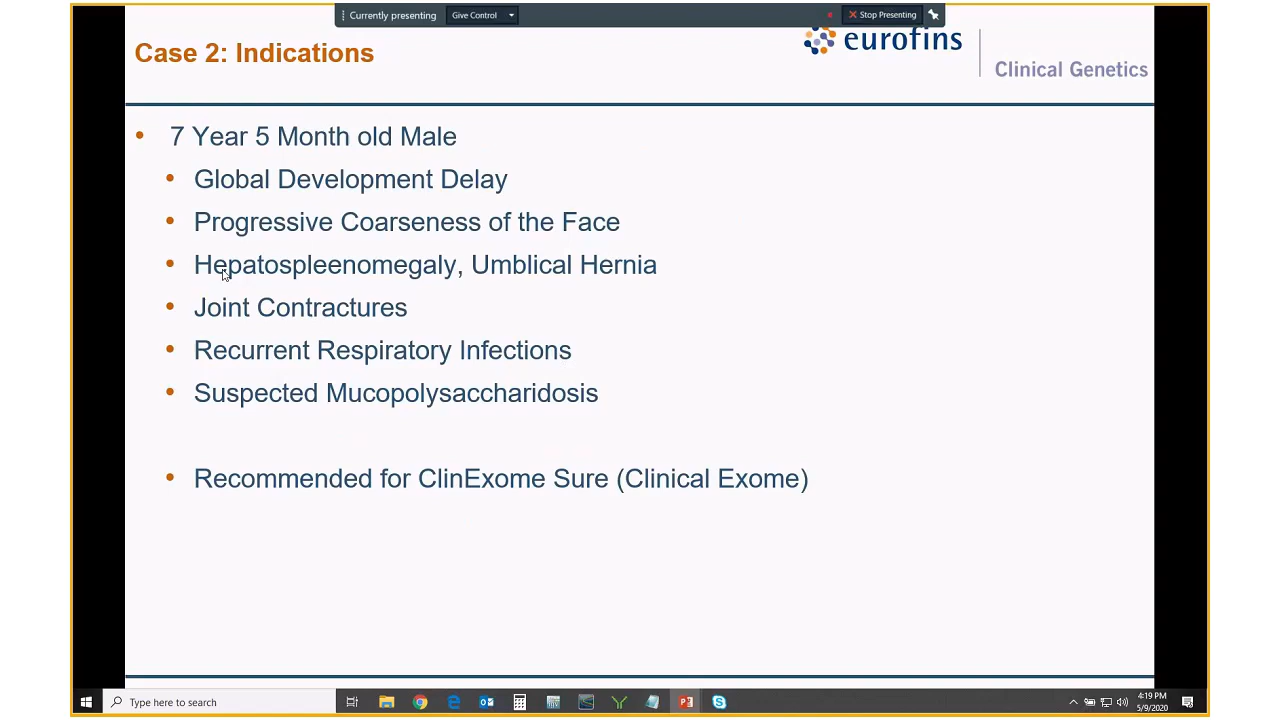 Currently presenting
Give Control
Stop Presenting
Case 2: Indications
eurofins
Clinical Genetics
• 7 Year 5 Month old Male
• Global Development Delay
• Progressive Coarseness of the Face
• Hepatospleenomegaly, Umblical Hernia
• Joint Contractures
• Recurrent Respiratory Infections
• Suspected Mucopolysaccharidosis
• Recommended for ClinExome Sure (Clinical Exome)
Type here to search
4:19 PM
5/9/2020